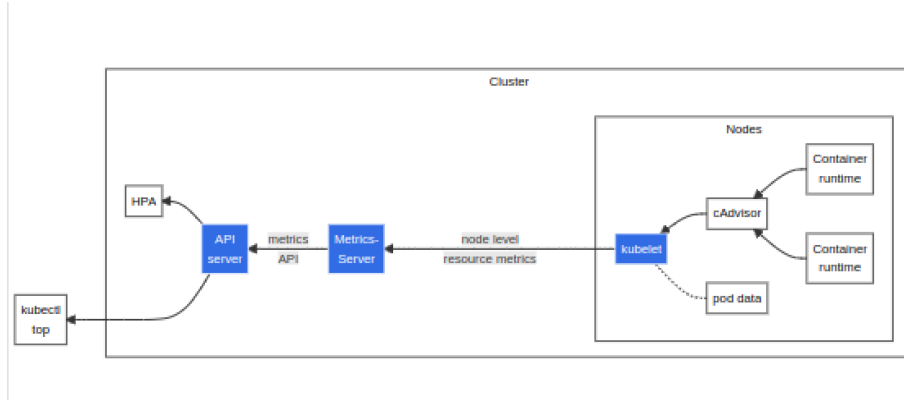 Cluster
Nodes
Container
runtime
HPA
cAdvisor
API
server
metrics
API
Metrics-
Server
node level
resource metrics
kubelet
Container
runtime
pod data
kubectl
top